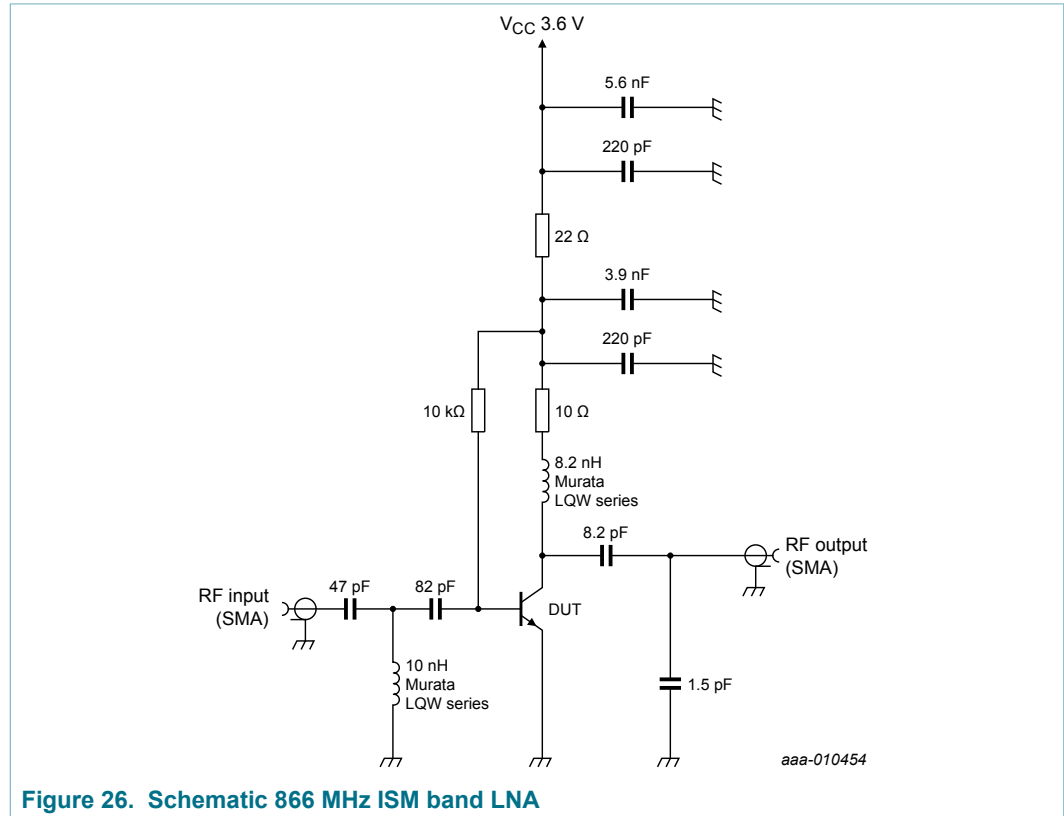 VCC 3.6 V
5.6 nF
220 pF
22 Ω
3.9 nF
220 pF
10 kΩ
10 Ω
8.2 nH
Murata
LQW series
8.2 pF
RF output
(SMA)
RF input
(SMA)
47 pF
82 pF
DUT
10 nH
Murata
LQW series
1.5 pF
aaa-010454
Figure 26. Schematic 866 MHz ISM band LNA